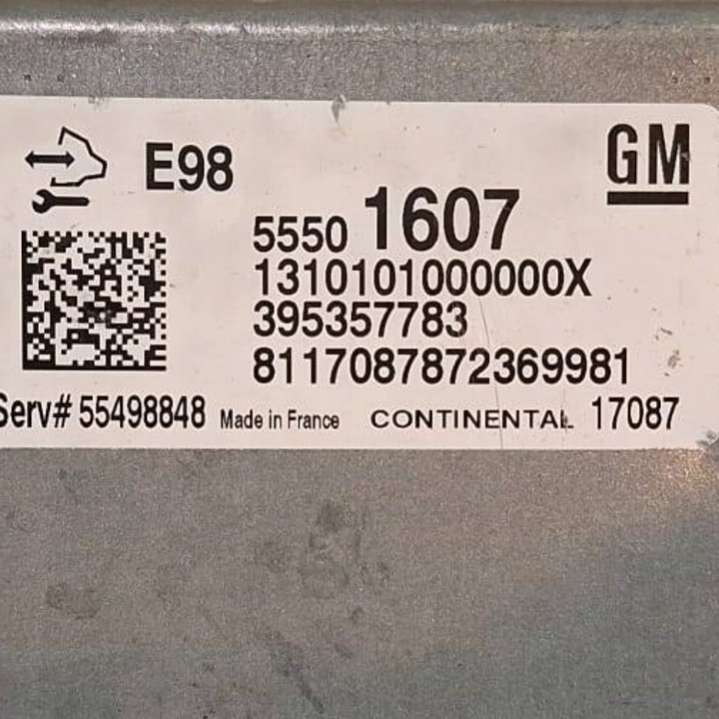 E98
GM
5550 1607
1310101000000X
395357783
8117087872369981
Serv# 55498848 Made in France CONTINENTAL 17087